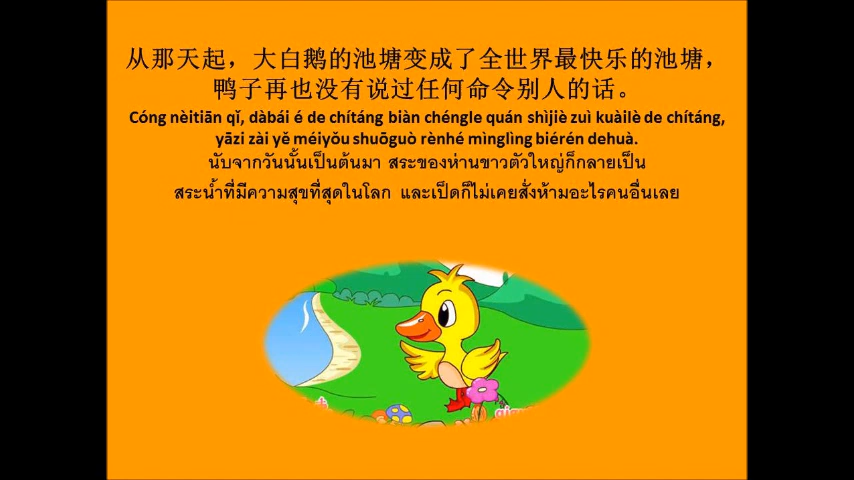 从那天起，大白鹅的池塘变成了全世界最快乐的池塘，
鸭子再也没有说过任何命令别人的话。
Cóng nèitiān qǐ, dàbái é de chítáng biàn chéngle quán shìjiè zuì kuàilè de chítáng,
yāzi zài yě méiyǒu shuōguò rènhé mìnglìng biérén dehuà.
นับจากวันนั้นเป็นต้นมา สระของห่านขาวตัวใหญ่ก็กลายเป็น
สระน้ำที่มีความสุขที่สุดในโลก และเป็ดก็ไม่เคยสั่งห้ามอะไรคนอื่นเลย